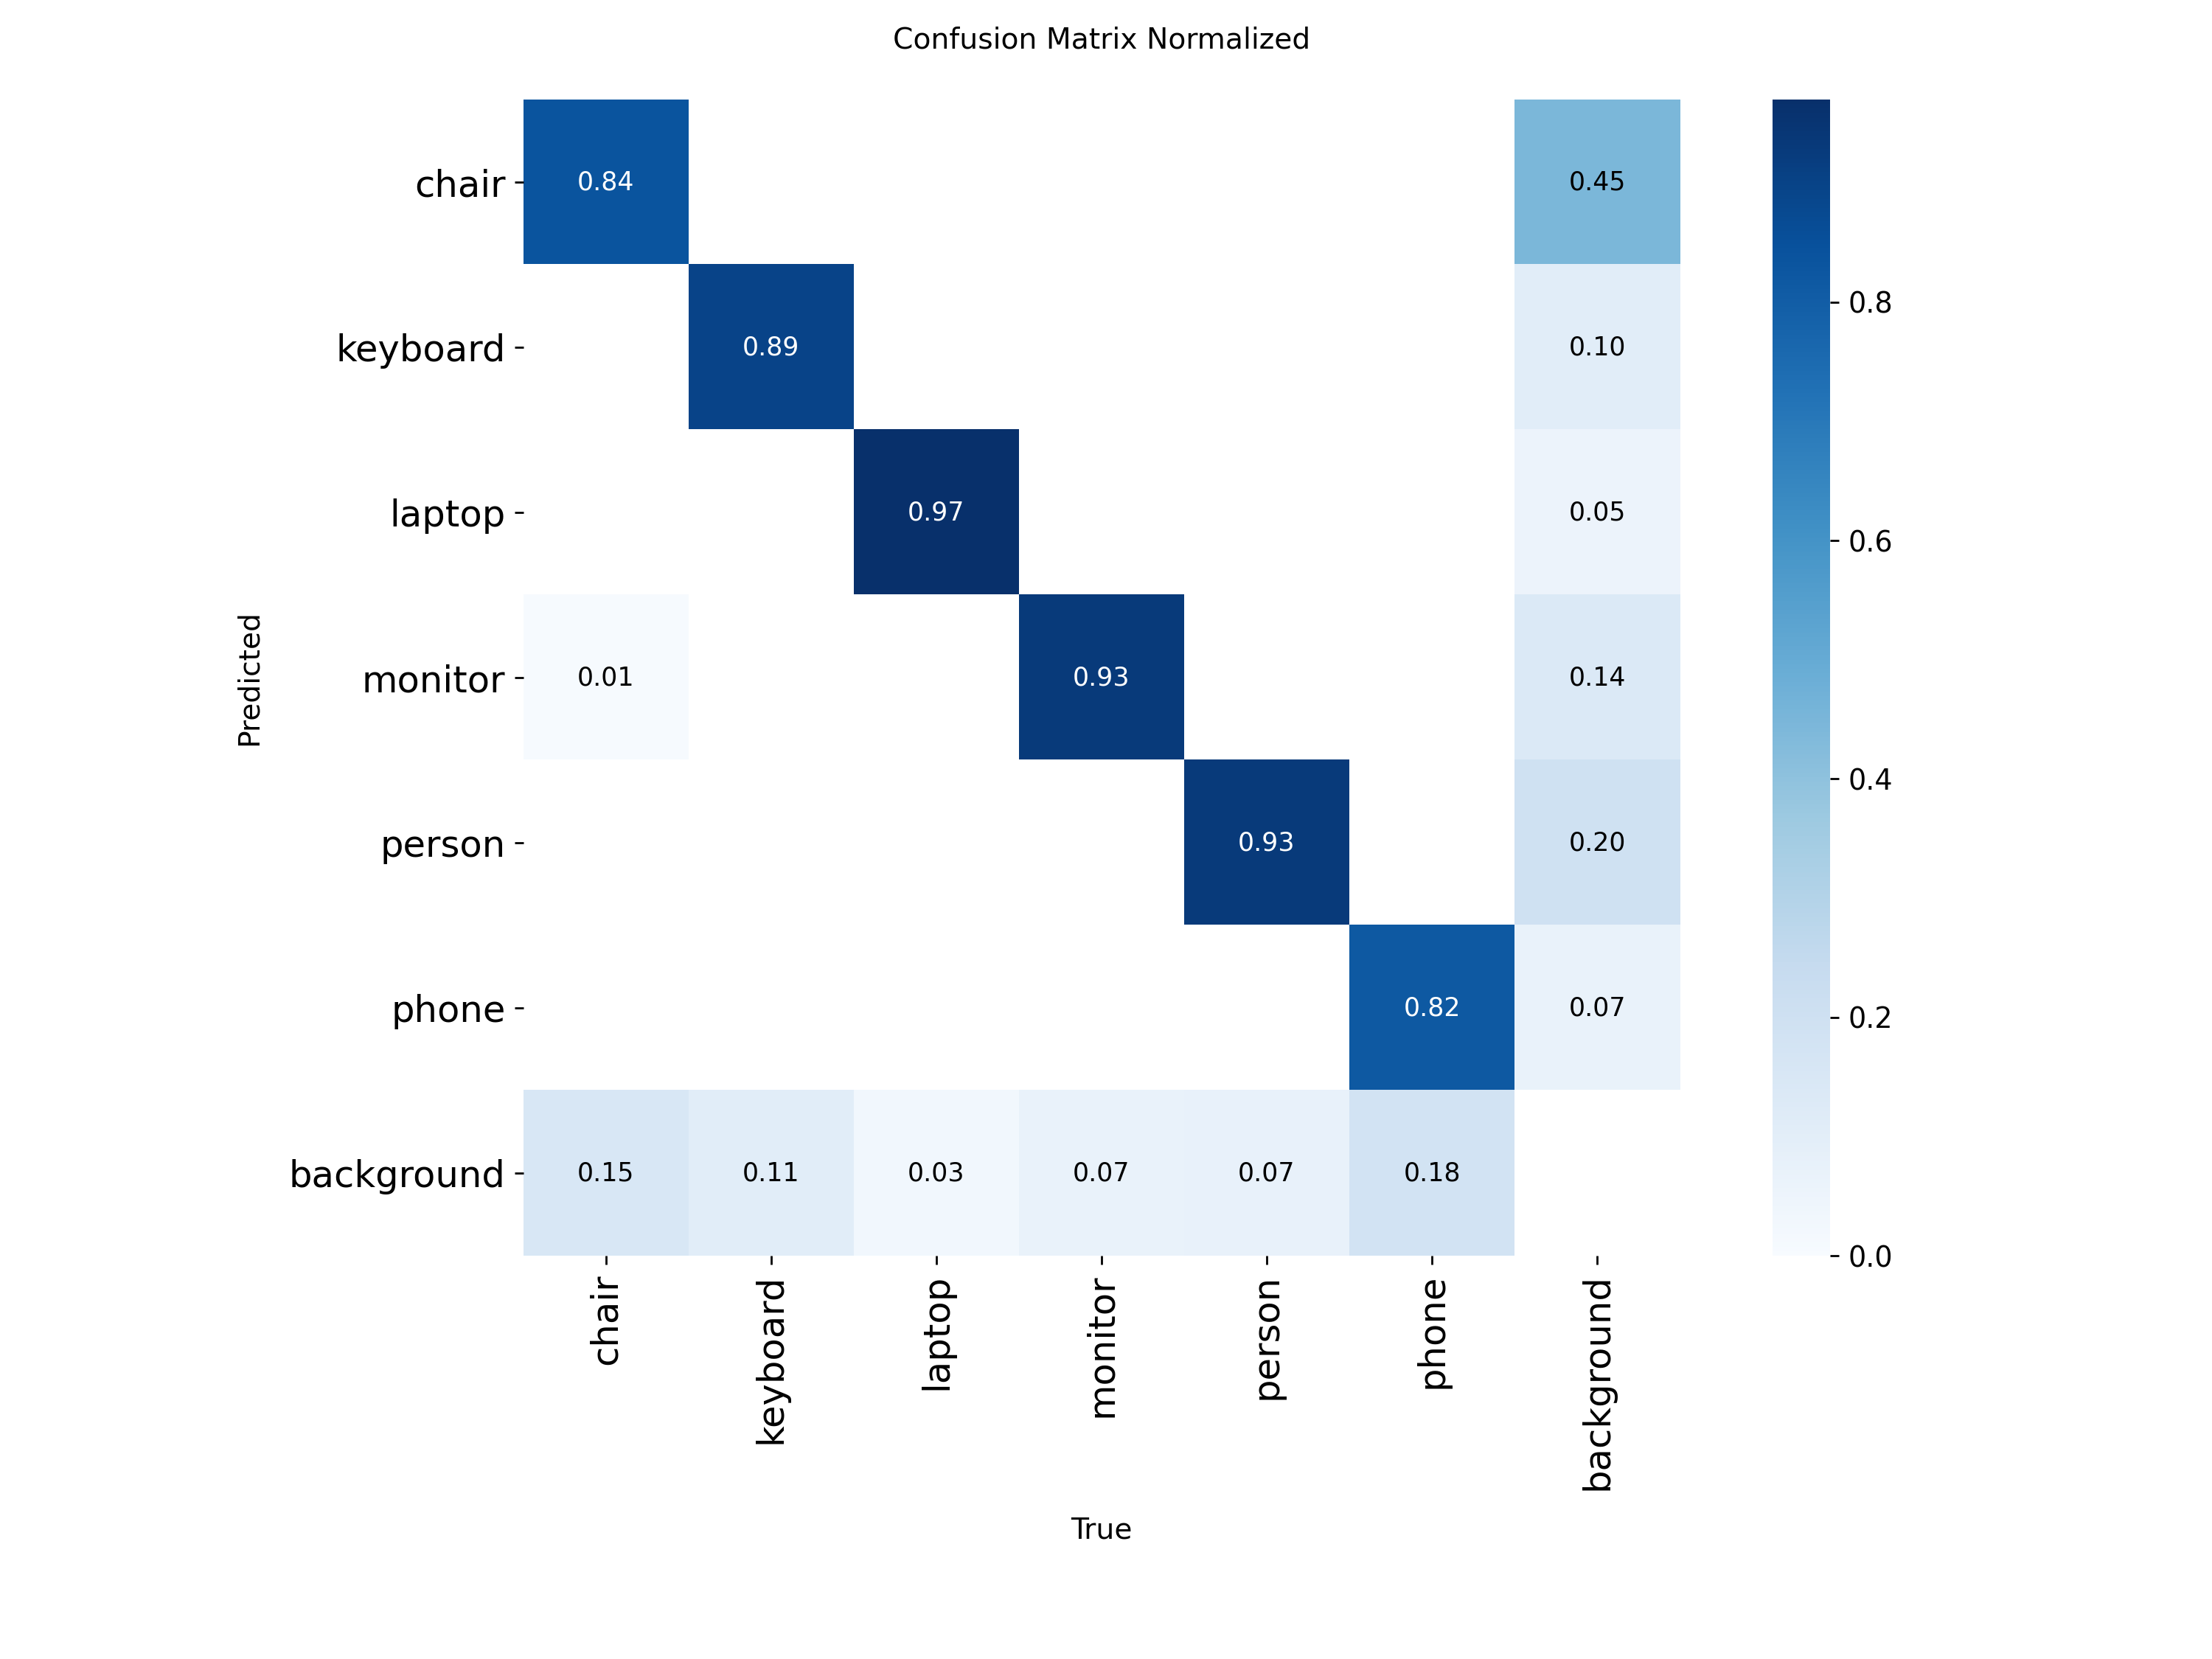 Confusion Matrix Normalized
chair
0.84
0.45
keyboard
0.89
0.10
0.8
laptop
0.97
0.05
0.6
Predicted
monitor
0.01
0.93
0.14
person
0.93
0.20
0.4
phone
0.82
0.07
0.2
background
0.15
0.11
0.03
0.07
0.07
0.18
0.0
chair
keyboard
laptop
monitor
person
phone
background
True